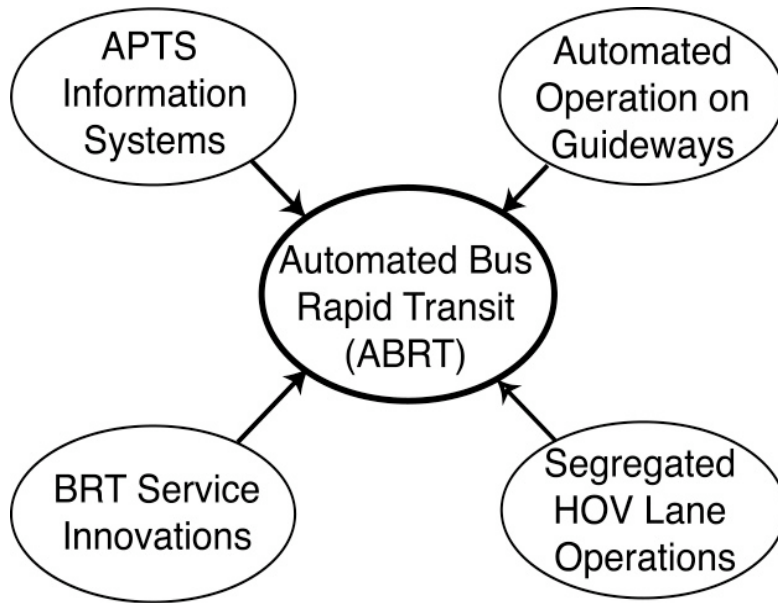 APTS
Information
Systems
Automated
Operation on
Guideways
Automated Bus
Rapid Transit
(ABRT)
BRT Service
Innovations
Segregated
HOV Lane
Operations